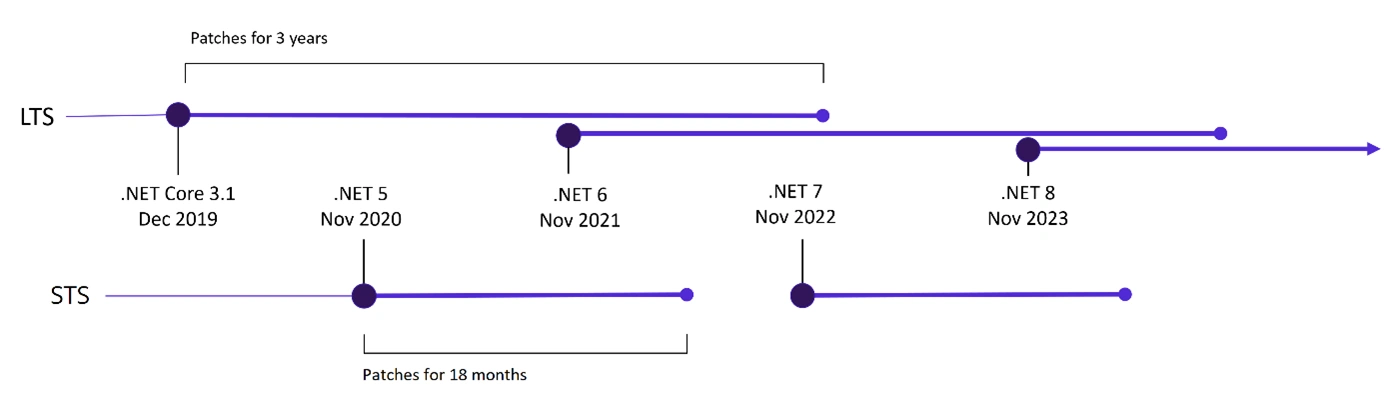 Patches for 3 years
LTS
.NET Core 3.1
Dec 2019
.NET 5
Nov 2020
.NET 6
Nov 2021
.NET 7
Nov 2022
.NET 8
Nov 2023
STS
Patches for 18 months